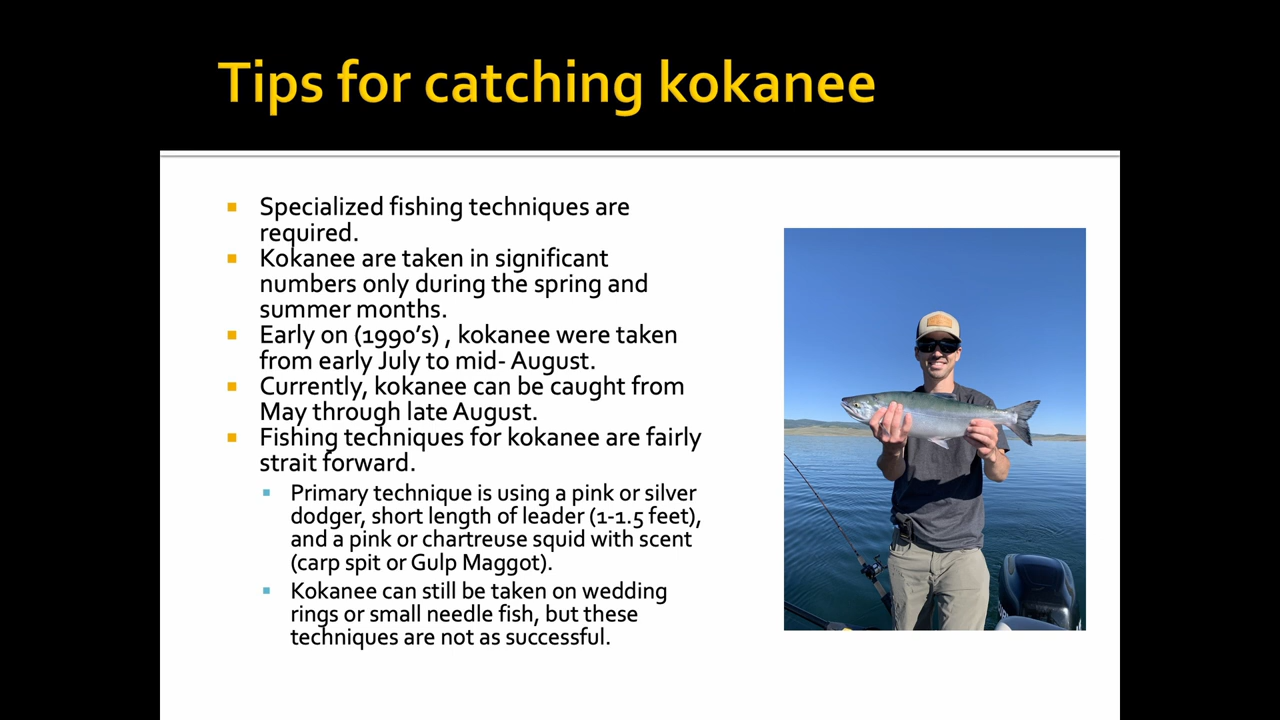 Tips for catching kokanee
Specialized fishing techniques are
required.
Kokanee are taken in significant
numbers only during the spring and
summer months.
Early on (1990's) , kokanee were taken
from early July to mid- August.
Currently, kokanee can be caught from
May through late August.
Fishing techniques for kokanee are fairly
strait forward.
Primary technique is using a pink or silver
dodger, short length of leader (1-1.5 feet),
and a pink or chartreuse squid with scent
(carp spit or Gulp Maggot).
Kokanee can still be taken on wedding
rings or small needle fish, but these
techniques are not as successful.